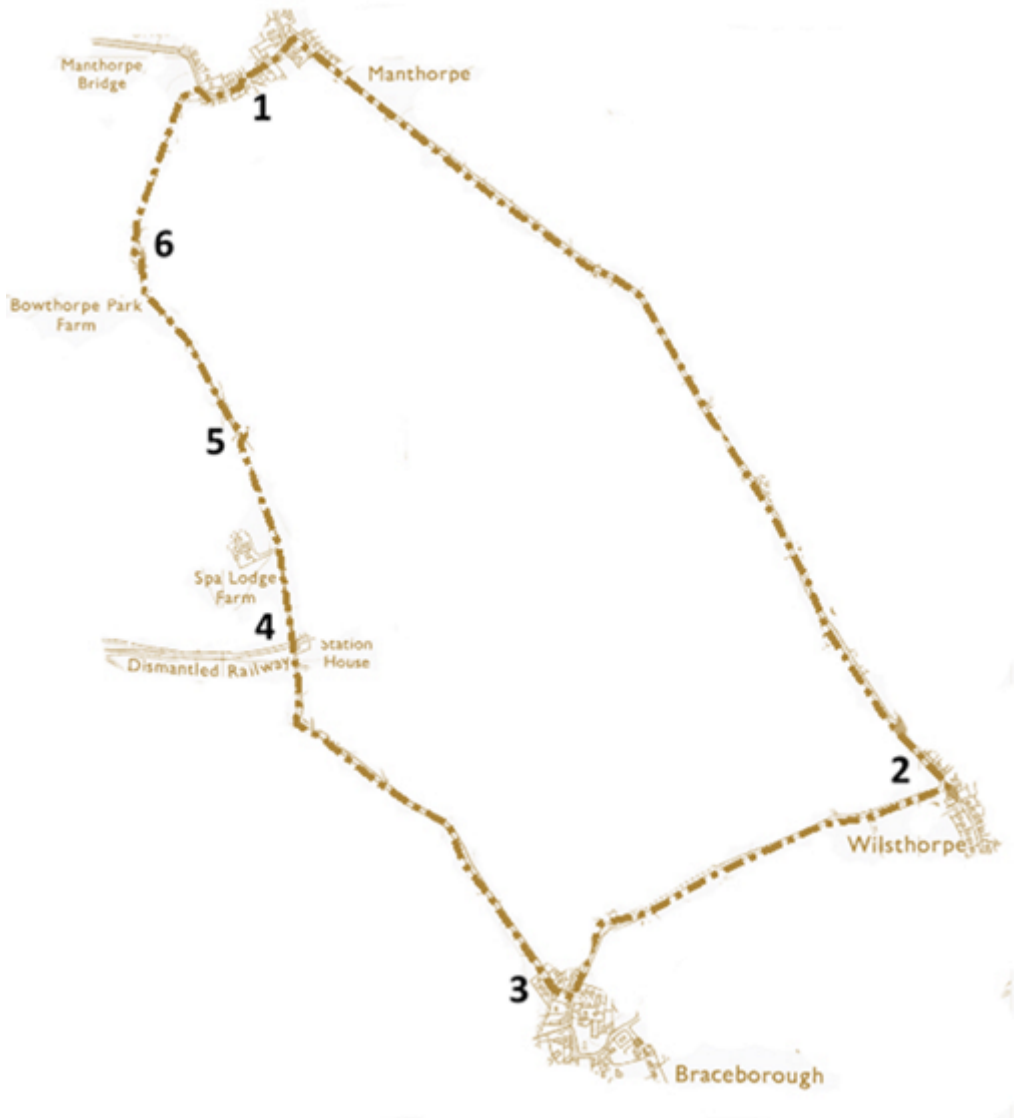 Manthorpe
Bridge
Manthorpe
1
6
Bowthorpe Park
Farm
5
Spa Lodge
Farm
4
Station
House
Dismantled Railway
2
Wilsthorpe
3
Braceborough